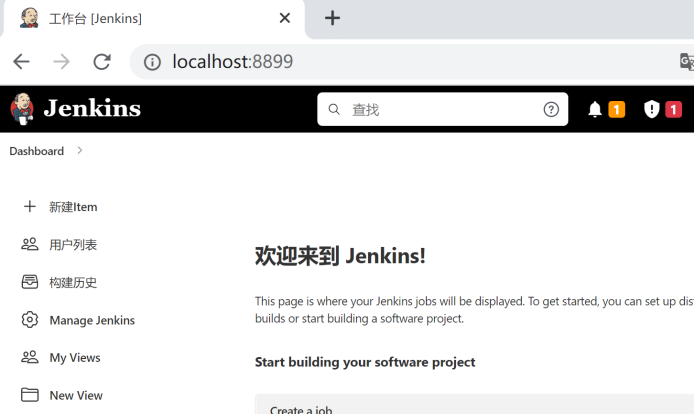 工作台 [Jenkins]
localhost:8899
Jenkins
查找
1
1
Dashboard
新建Item
用户列表
构建历史
Manage Jenkins
My Views
New View
欢迎来到 Jenkins!
This page is where your Jenkins jobs will be displayed. To get started, you can set up dis
builds or start building a software project.
Start building your software project
Create a job